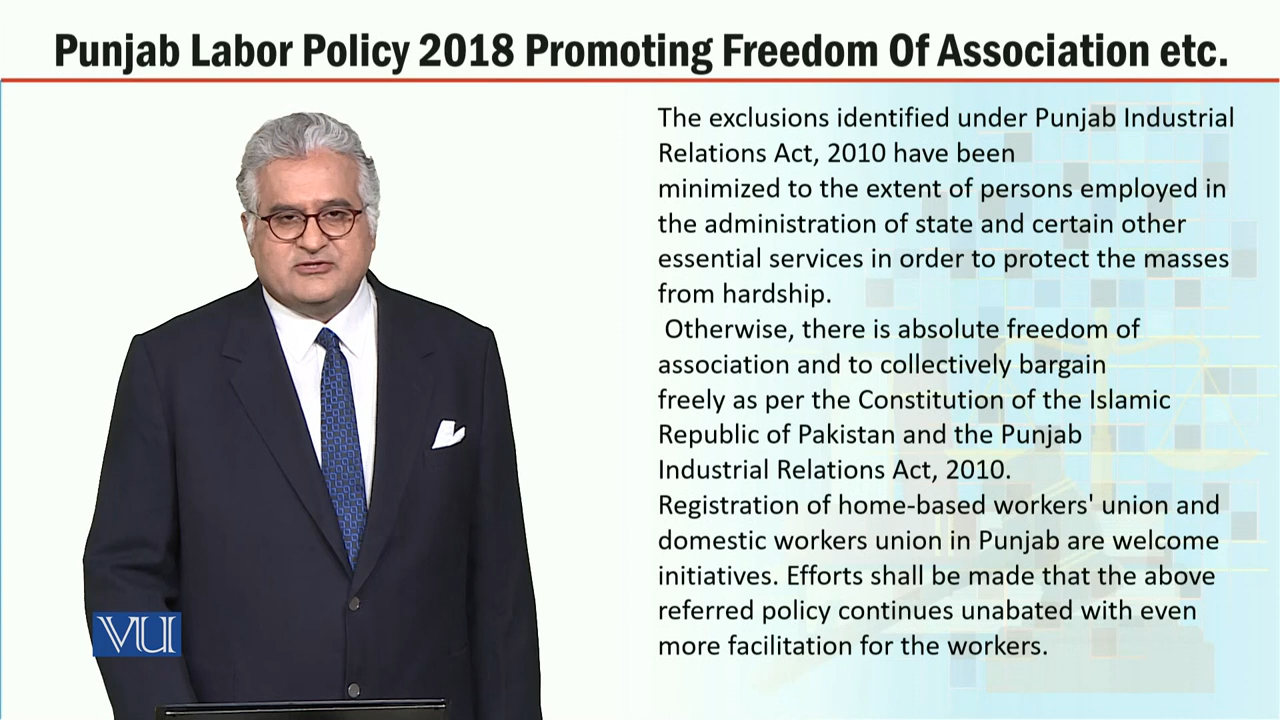 Punjab Labor Policy 2018 Promoting Freedom Of Association etc.
The exclusions identified under Punjab Industrial
Relations Act, 2010 have been
minimized to the extent of persons employed in
the administration of state and certain other
essential services in order to protect the masses
from hardship.
Otherwise, there is absolute freedom of
association and to collectively bargain
freely as per the Constitution of the Islamic
Republic of Pakistan and the Punjab
Industrial Relations Act, 2010.
Registration of home-based workers' union and
domestic workers union in Punjab are welcome
initiatives. Efforts shall be made that the above
referred policy continues unabated with even
more facilitation for the workers.
VU